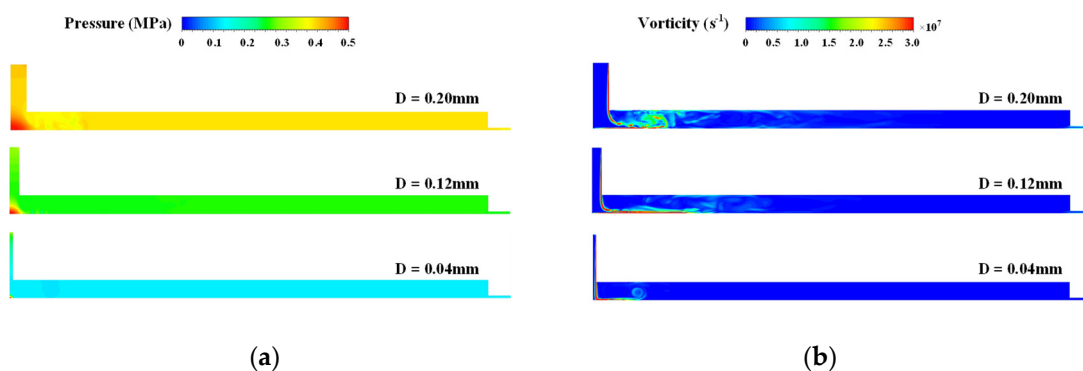 Pressure (MPa)
0 0.1 0.2 0.3 0.4 0.5
D = 0.20mm
D = 0.12mm
D = 0.04mm
(a)
Vorticity (s⁻¹)
0 0.5 1.0 1.5 2.0 2.5 3.0 ×10⁷
D = 0.20mm
D = 0.12mm
D = 0.04mm
(b)